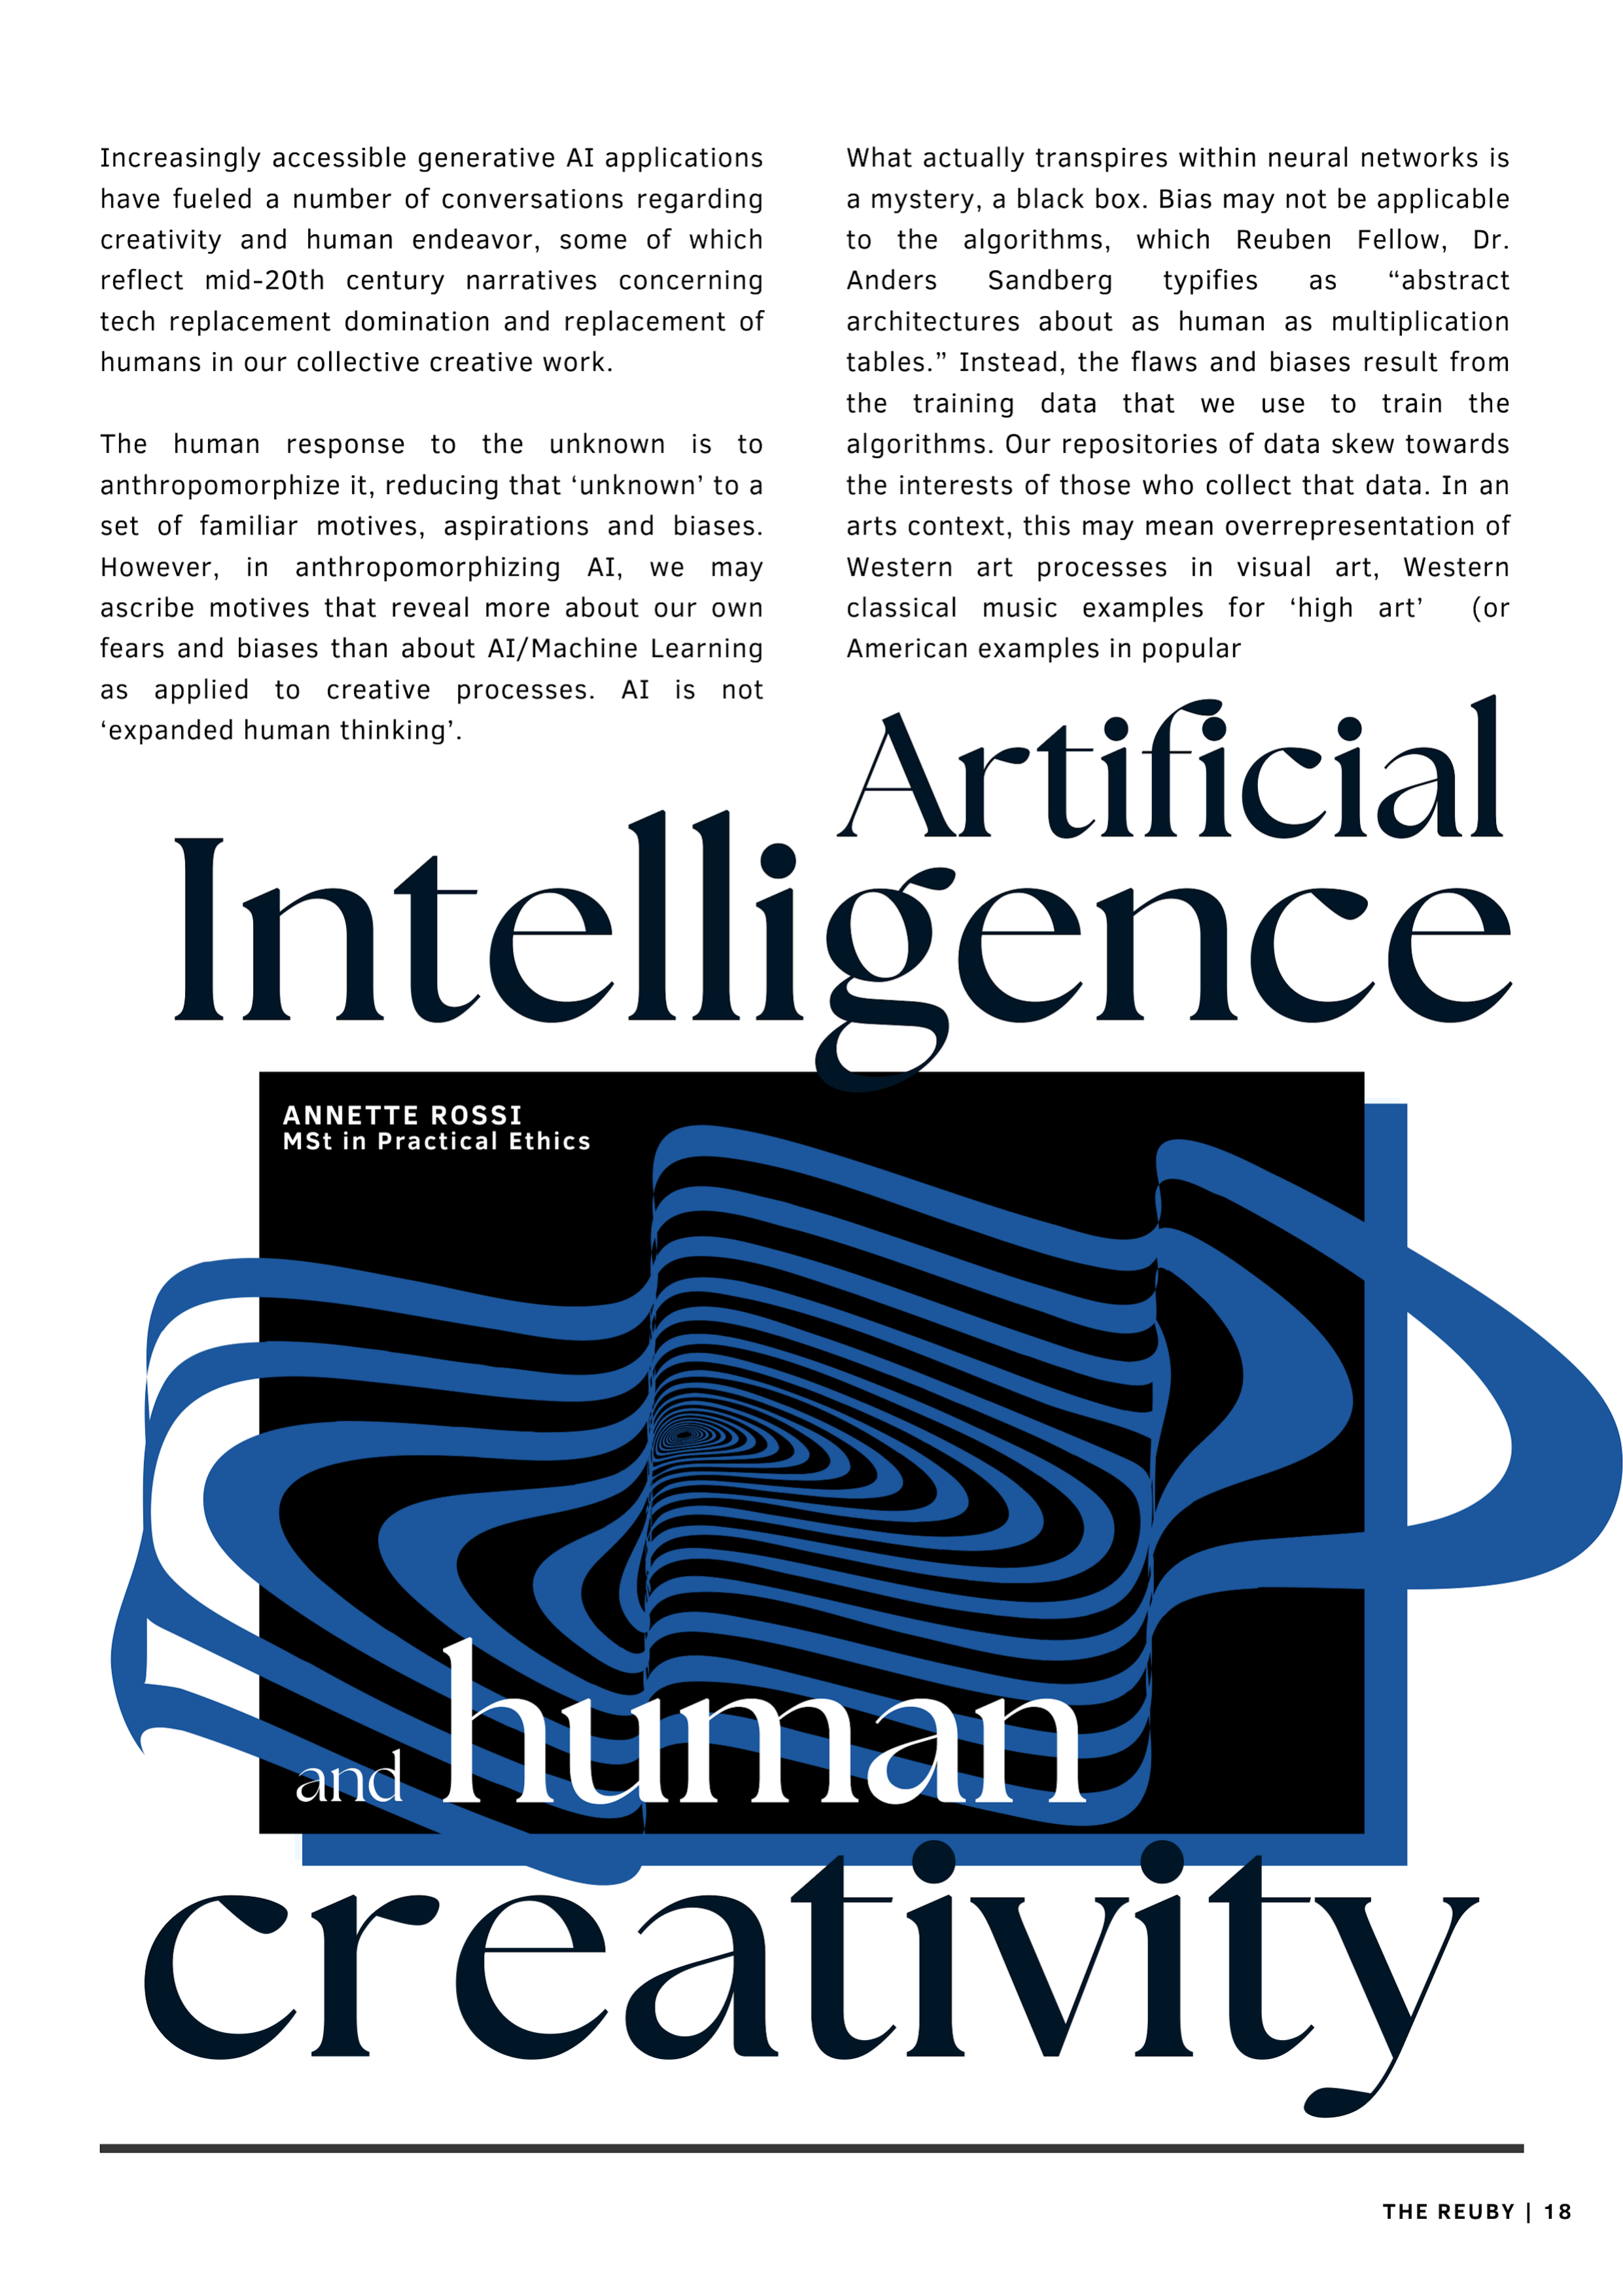 Increasingly accessible generative AI applications
have fueled a number of conversations regarding
creativity and human endeavor, some of which
reflect mid-20th century narratives concerning
tech replacement domination and replacement of
humans in our collective creative work.
The human response to the unknown is to
anthropomorphize it, reducing that ‘unknown’ to a
set of familiar motives, aspirations and biases.
However, in anthropomorphizing AI, we may
ascribe motives that reveal more about our own
fears and biases than about AI/Machine Learning
as applied to creative processes. AI is not
‘expanded human thinking’.
What actually transpires within neural networks is
a mystery, a black box. Bias may not be applicable
to the algorithms, which Reuben Fellow, Dr.
Anders Sandberg typifies as “abstract
architectures about as human as multiplication
tables.” Instead, the flaws and biases result from
the training data that we use to train the
algorithms. Our repositories of data skew towards
the interests of those who collect that data. In an
arts context, this may mean overrepresentation of
Western art processes in visual art, Western
classical music examples for ‘high art’ (or
American examples in popular
Artificial
Intelligence
ANNETTE ROSSI
MSt in Practical Ethics
and human
creativity
THE REUBY | 18